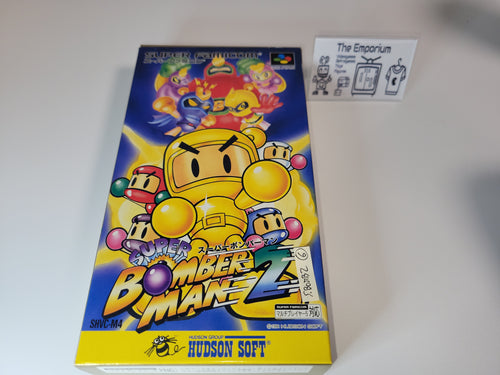 The Emporium
SUPER FAMICOM
スーパーファミコン
SUPER
スーパーボンバーマン
BOMBER
MAN 2
SHVC-M4
SUPER FAMICOM
マルチプレイヤー5
© HUDSON SOFT
HUDSON GROUP
HUDSON SOFT